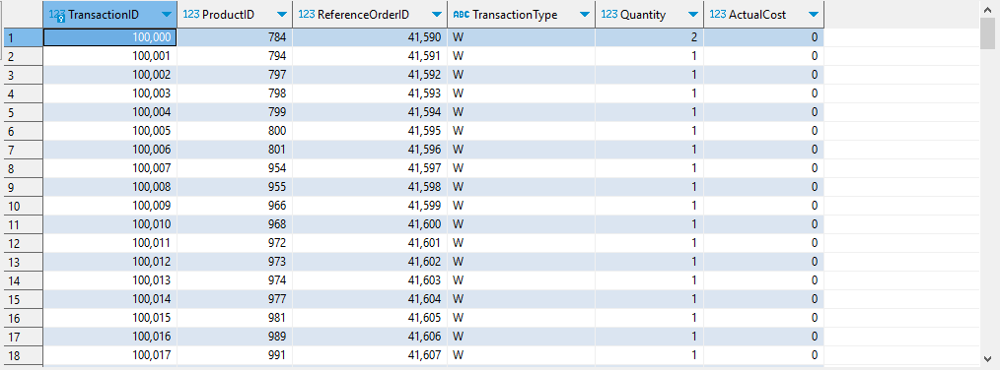 123 TransactionID 123 ProductID 123 ReferenceOrderID ABC TransactionType 123 Quantity 123 ActualCost
1 100,000 784 41,590 W 2 0
2 100,001 794 41,591 W 1 0
3 100,002 797 41,592 W 1 0
4 100,003 798 41,593 W 1 0
5 100,004 799 41,594 W 1 0
6 100,005 800 41,595 W 1 0
7 100,006 801 41,596 W 1 0
8 100,007 954 41,597 W 1 0
9 100,008 955 41,598 W 1 0
10 100,009 966 41,599 W 1 0
11 100,010 968 41,600 W 1 0
12 100,011 972 41,601 W 1 0
13 100,012 973 41,602 W 1 0
14 100,013 974 41,603 W 1 0
15 100,014 977 41,604 W 1 0
16 100,015 981 41,605 W 1 0
17 100,016 989 41,606 W 1 0
18 100,017 991 41,607 W 1 0